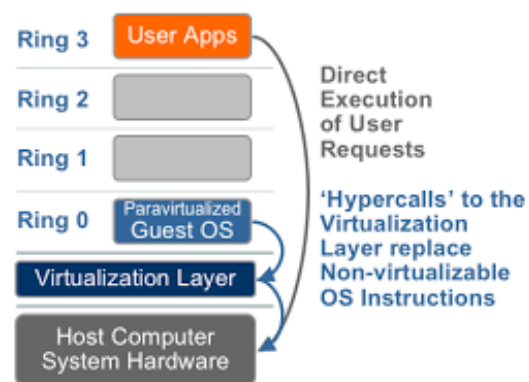 Ring 3
User Apps
Direct
Execution
of User
Requests
Ring 2
Ring 1
Ring 0
Paravirtualized
Guest OS
‘Hypercalls’ to the
Virtualization
Layer replace
Non-virtualizable
OS Instructions
Virtualization Layer
Host Computer
System Hardware